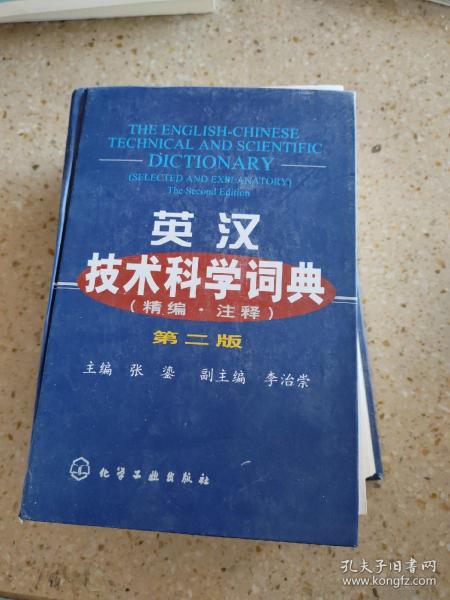 THE ENGLISH-CHINESE
TECHNICAL AND SCIENTIFIC
DICTIONARY
(SELECTED AND EXPLANATORY)
The Second Edition
英汉
技术科学词典
(精编·注释)
第二版
主编 张鎏 副主编 李治崇
化学工业出版社
孔夫子旧书网
www.kongfz.com